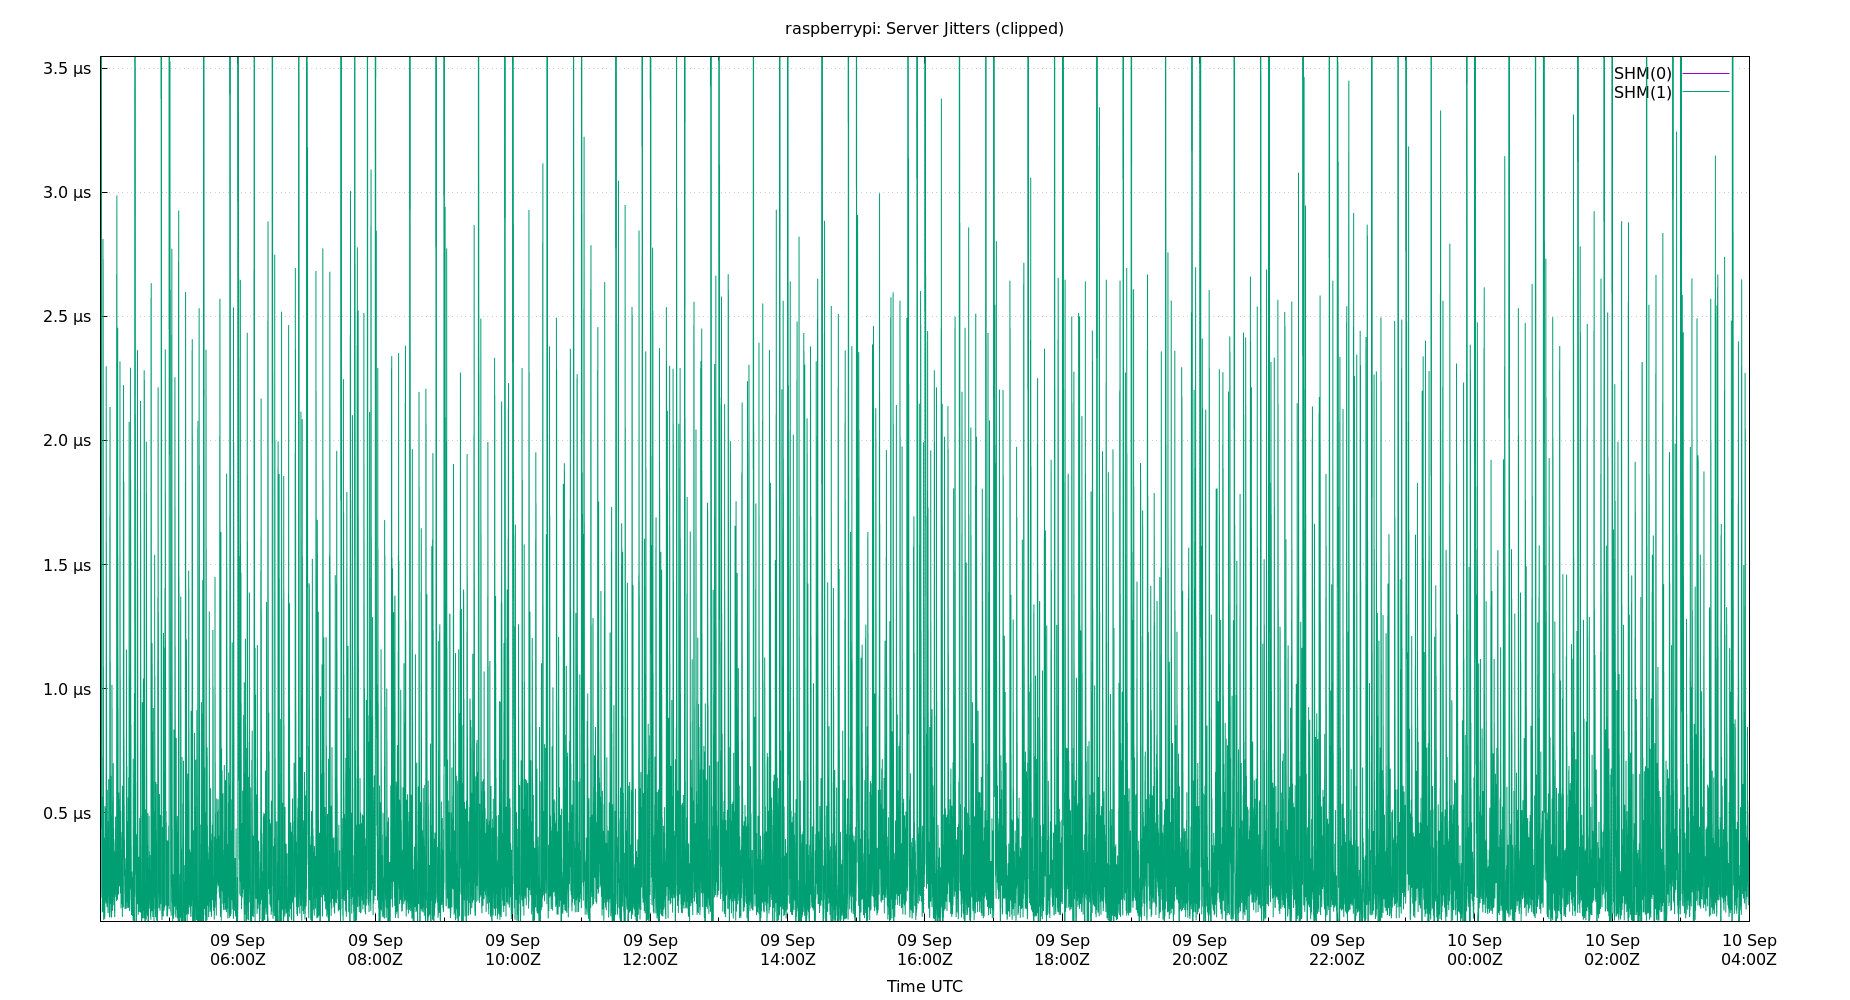 raspberrypi: Server Jitters (clipped)
3.5 µs
3.0 µs
2.5 µs
2.0 µs
1.5 µs
1.0 µs
0.5 µs
SHM(0)
SHM(1)
09 Sep 09 Sep 09 Sep 09 Sep 09 Sep 09 Sep 09 Sep 09 Sep 09 Sep 10 Sep 10 Sep 10 Sep
06:00Z 08:00Z 10:00Z 12:00Z 14:00Z 16:00Z 18:00Z 20:00Z 22:00Z 00:00Z 02:00Z 04:00Z
Time UTC